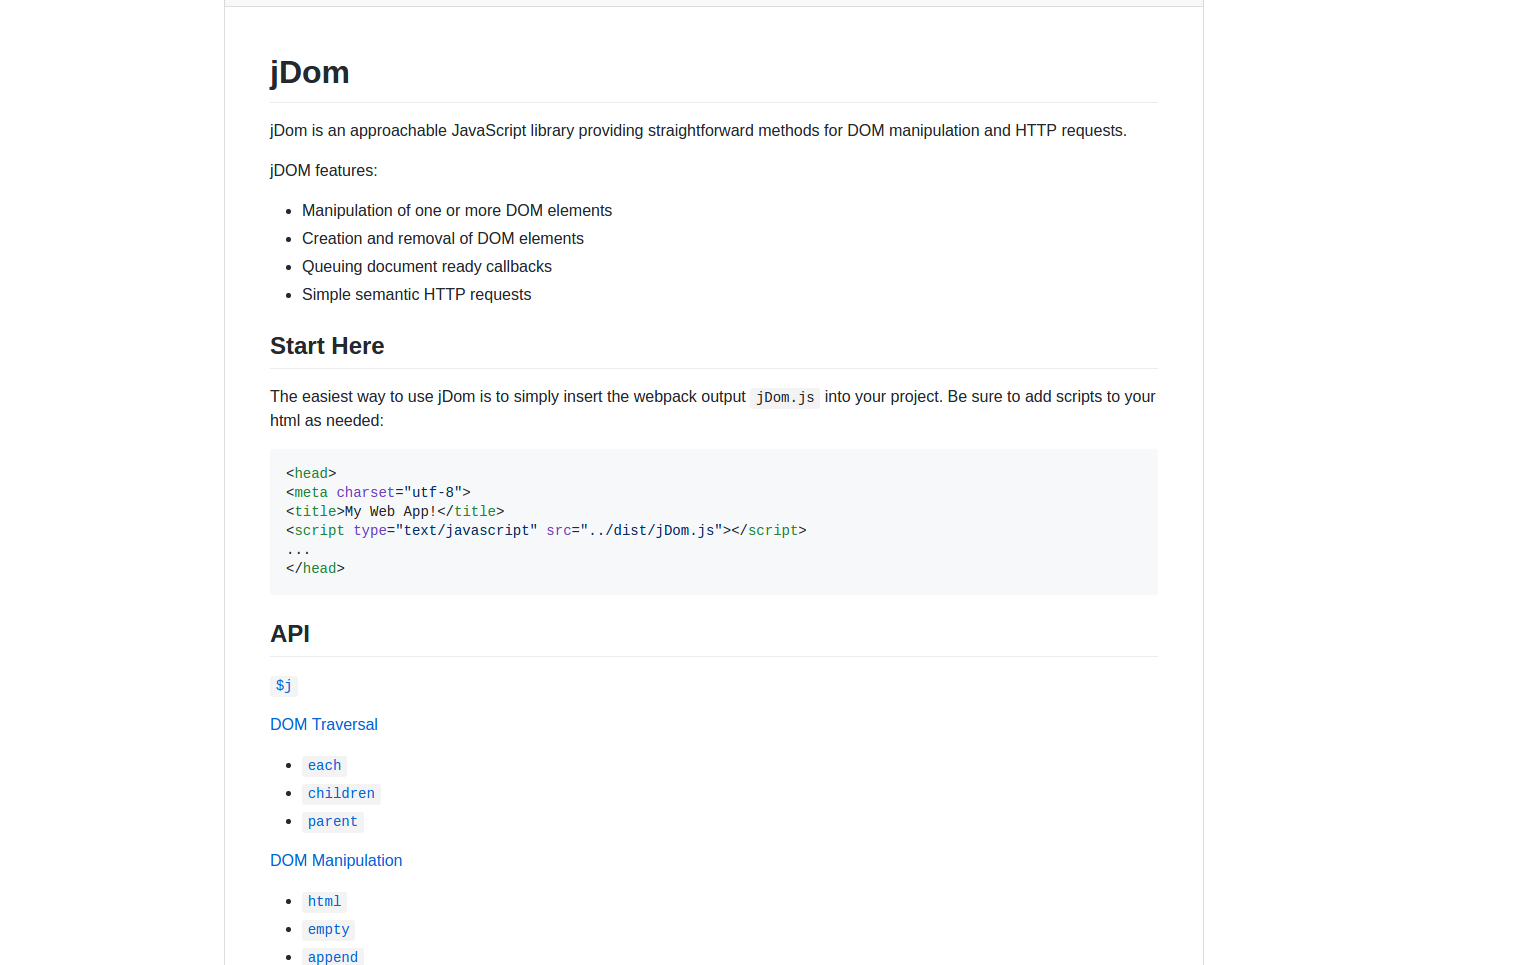 jDom
jDom is an approachable JavaScript library providing straightforward methods for DOM manipulation and HTTP requests.
jDOM features:
Manipulation of one or more DOM elements
Creation and removal of DOM elements
Queuing document ready callbacks
Simple semantic HTTP requests
Start Here
The easiest way to use jDom is to simply insert the webpack output jDom.js into your project. Be sure to add scripts to your
html as needed:
<head>
<meta charset="utf-8">
<title>My Web App!</title>
<script type="text/javascript" src="../dist/jDom.js"></script>
...
</head>
API
$j
DOM Traversal
each
children
parent
DOM Manipulation
html
empty
append